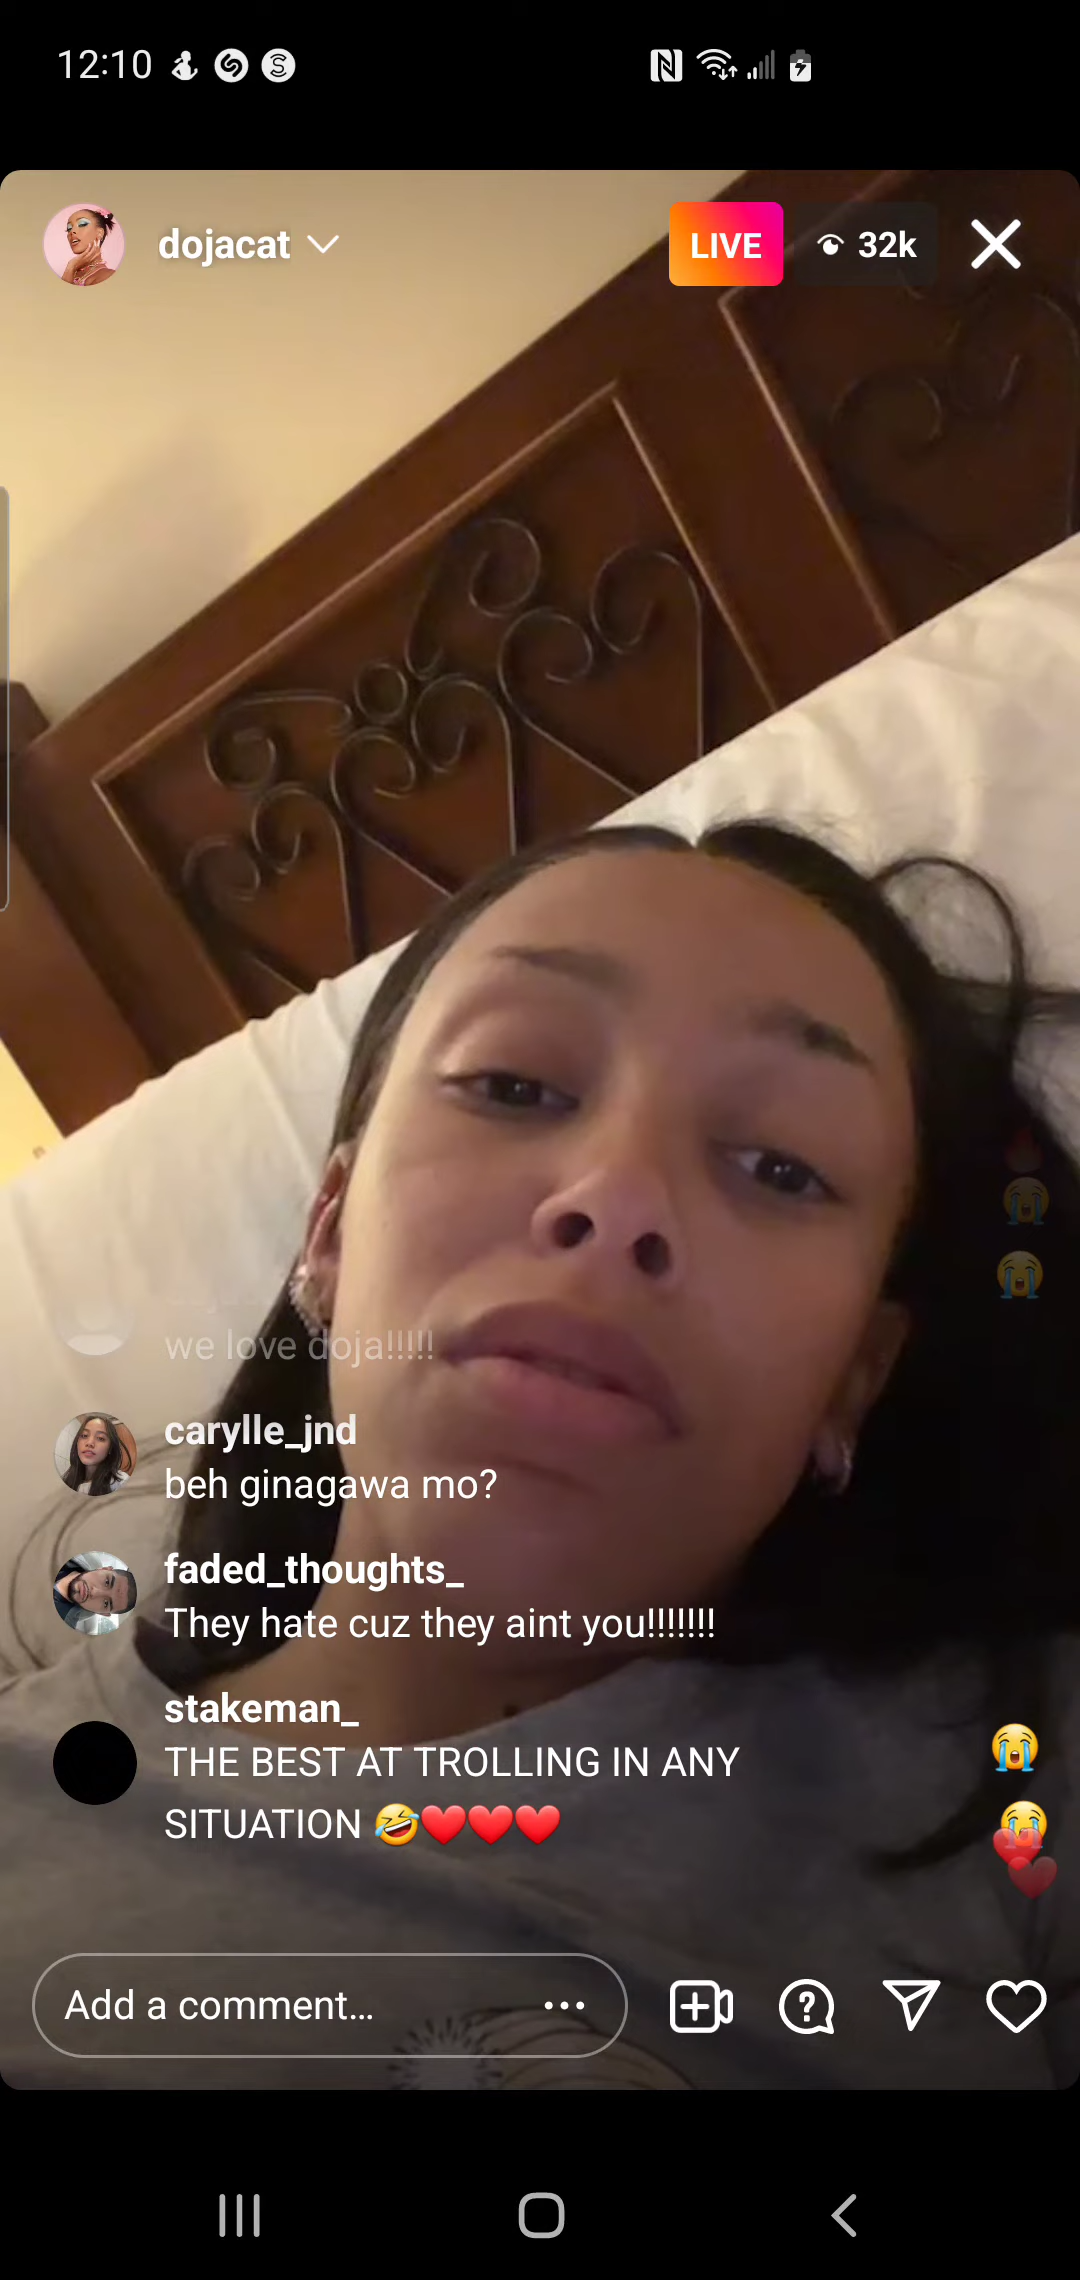 12:10
dojacat
LIVE
32k
we love doja!!!!!
carylle_jnd
beh ginagawa mo?
faded_thoughts_
They hate cuz they aint you!!!!!!!
stakeman_
THE BEST AT TROLLING IN ANY
SITUATION 🤣❤️❤️❤️
Add a comment...